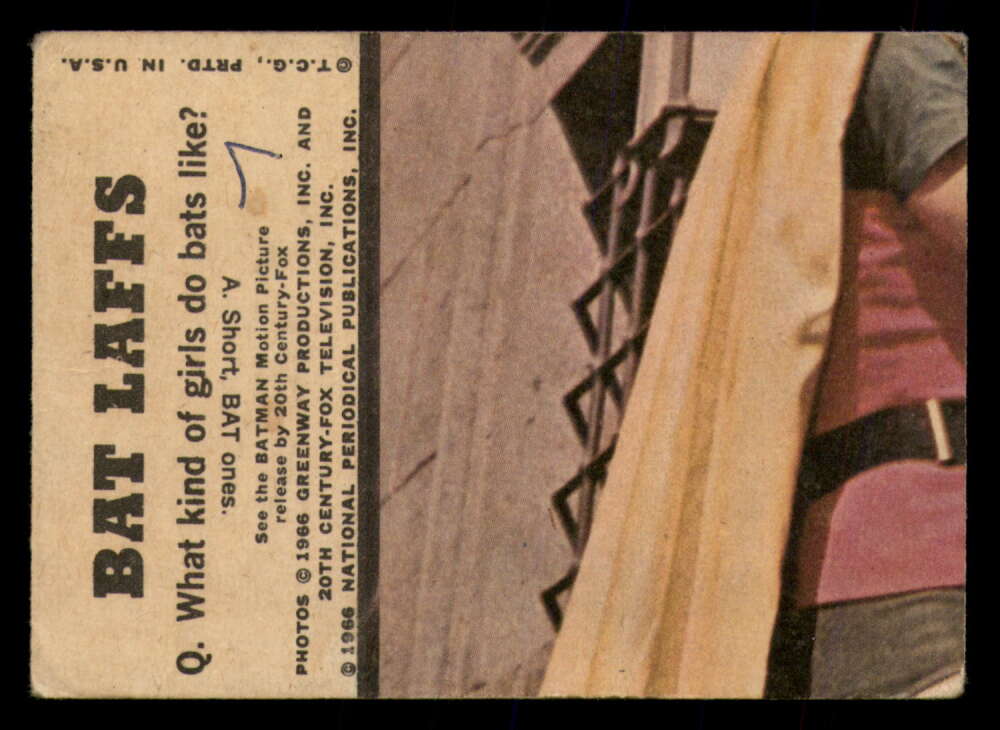 BAT LAFFS
Q. What kind of girls do bats like?
A. Short, BAT ones.
See the BATMAN Motion Picture
release by 20th Century-Fox
PHOTOS © 1966 GREENWAY PRODUCTIONS, INC. AND
20TH CENTURY-FOX TELEVISION, INC.
© 1966 NATIONAL PERIODICAL PUBLICATIONS, INC.
© T.C.G., PRTD. IN U.S.A.